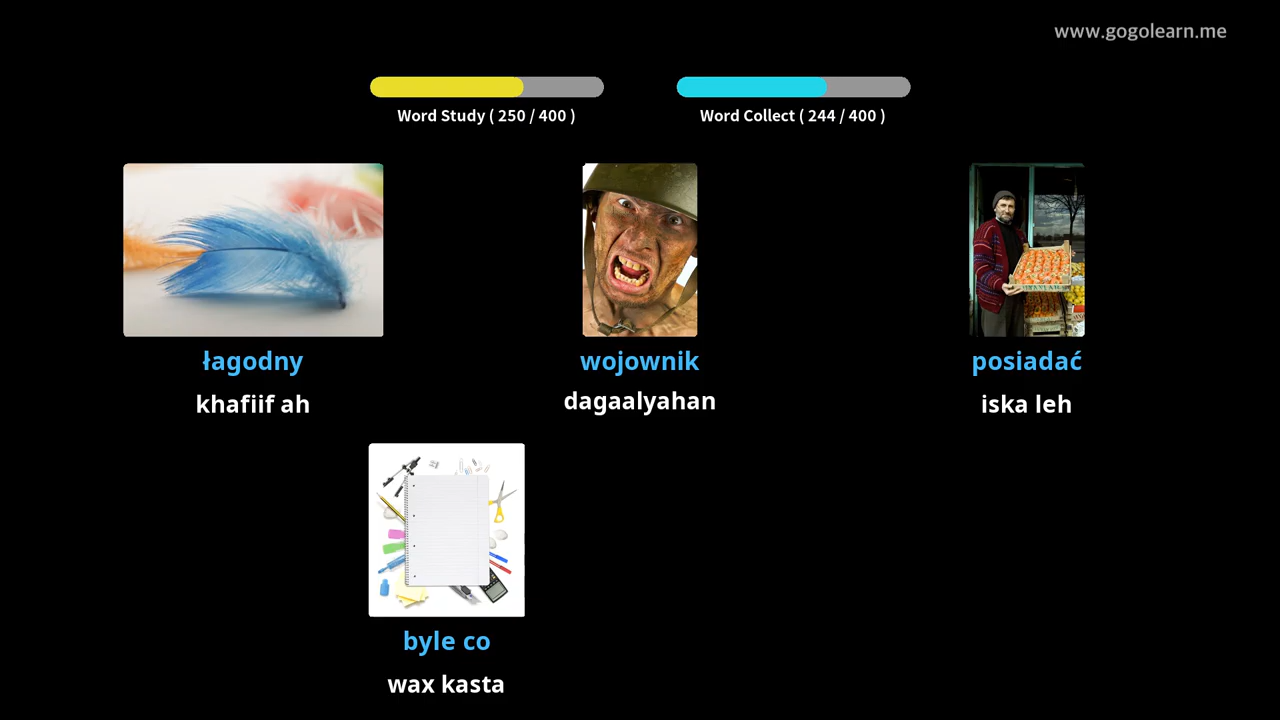 www.gogolearn.me
Word Study ( 250 / 400 )
Word Collect ( 244 / 400 )
łagodny
khafiif ah
wojownik
dagaalyahan
posiadać
iska leh
byle co
wax kasta